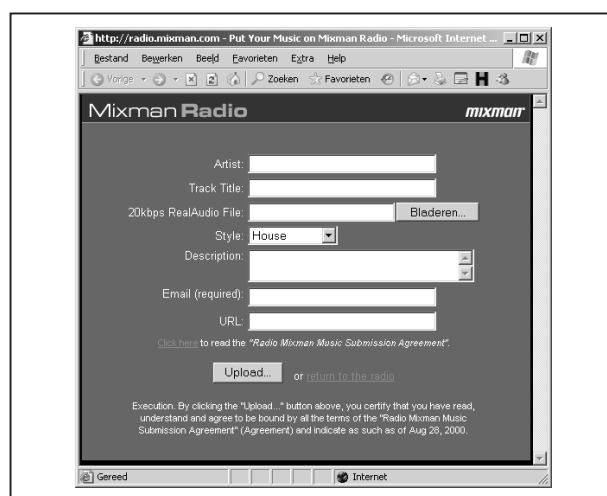 http://radio.mixman.com - Put Your Music on Mixman Radio - Microsoft Internet ...
Bestand Bewerken Beeld Favorieten Extra Help
Vorige Zoeken Favorieten H
Mixman Radio mixman
Artist:
Track Title:
20kbps RealAudio File: Bladeren...
Style: House
Description:
Email (required):
URL:
Click here to read the "Radio Mixman Music Submission Agreement".
Upload... or return to the radio
Execution. By clicking the "Upload..." button above, you certify that you have read,
understand and agree to be bound by all the terms of the "Radio Mixman Music
Submission Agreement" (Agreement) and indicate as such as of Aug 28, 2000.
Gereed Internet